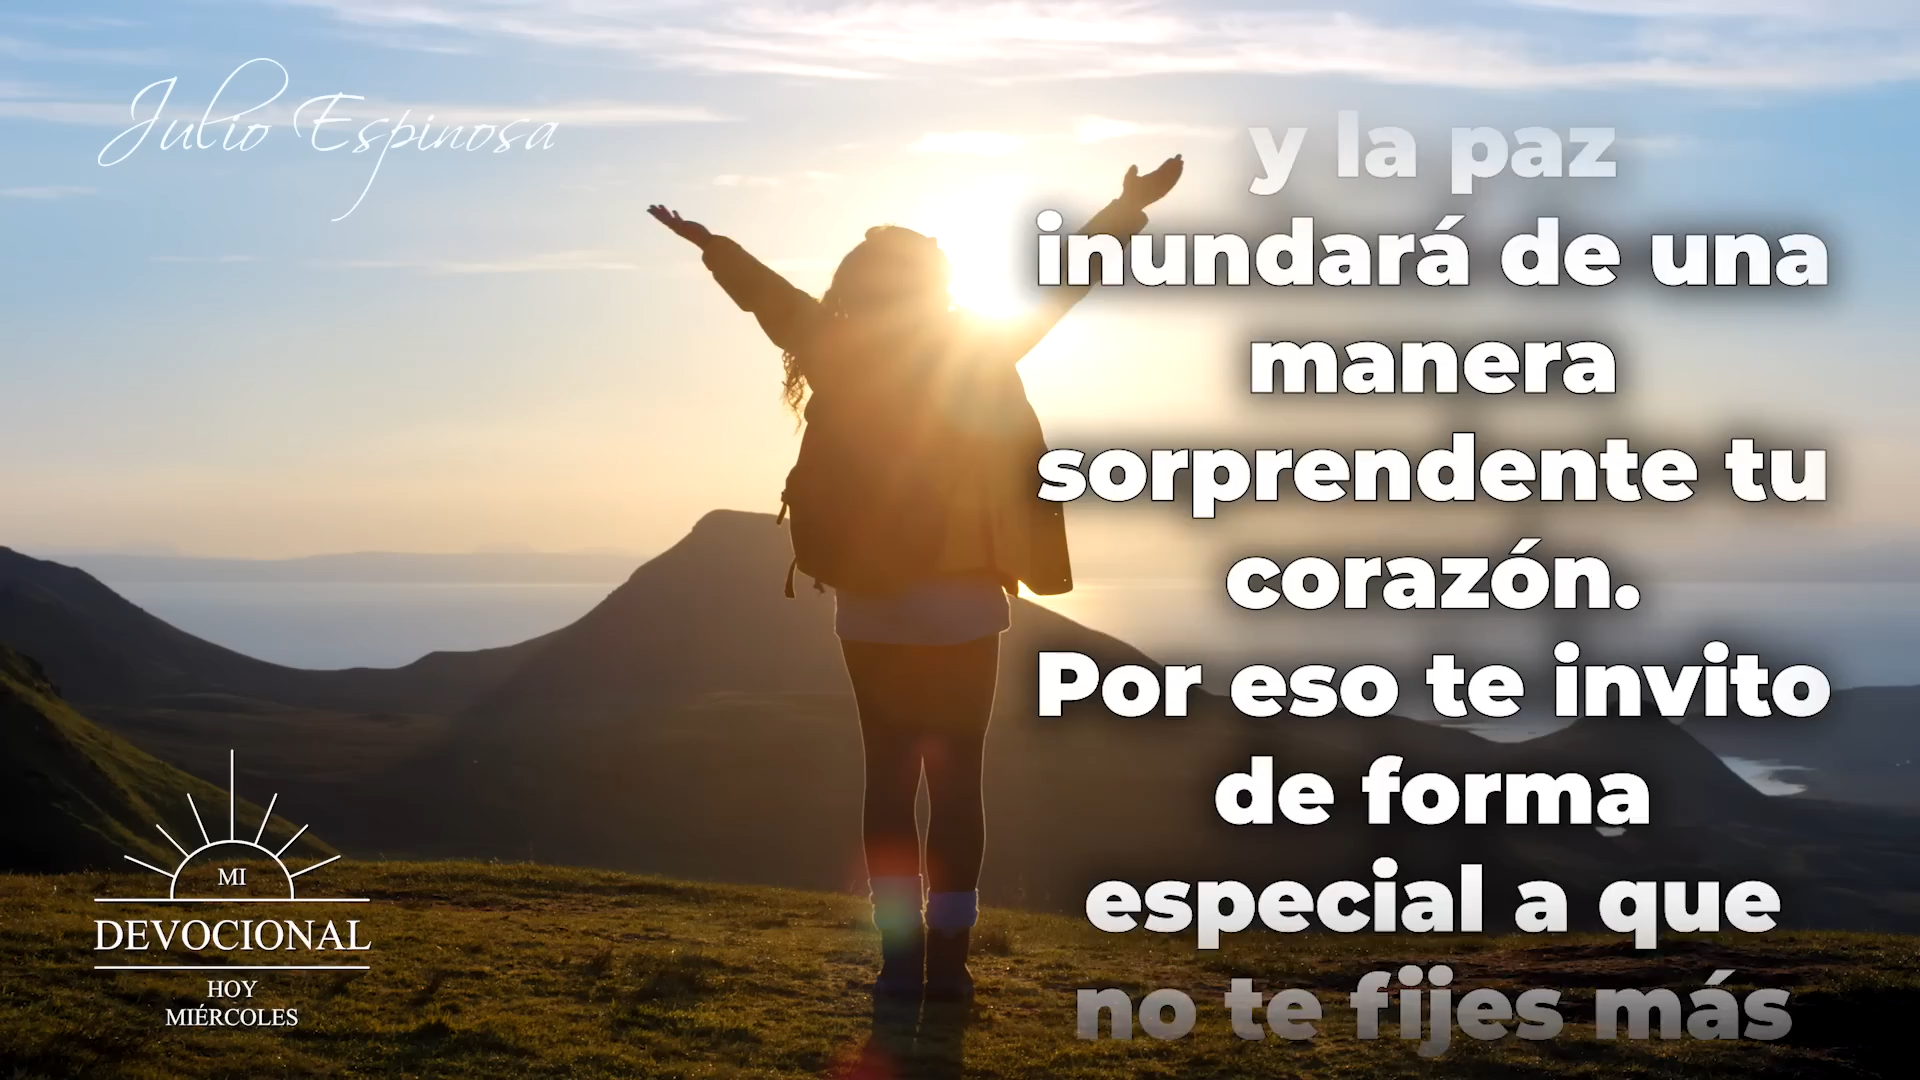 Julio Espinosa
y la paz
inundará de una
manera
sorprendente tu
corazón.
Por eso te invito
de forma
especial a que
no te fijes más
MI
DEVOCIONAL
HOY
MIÉRCOLES